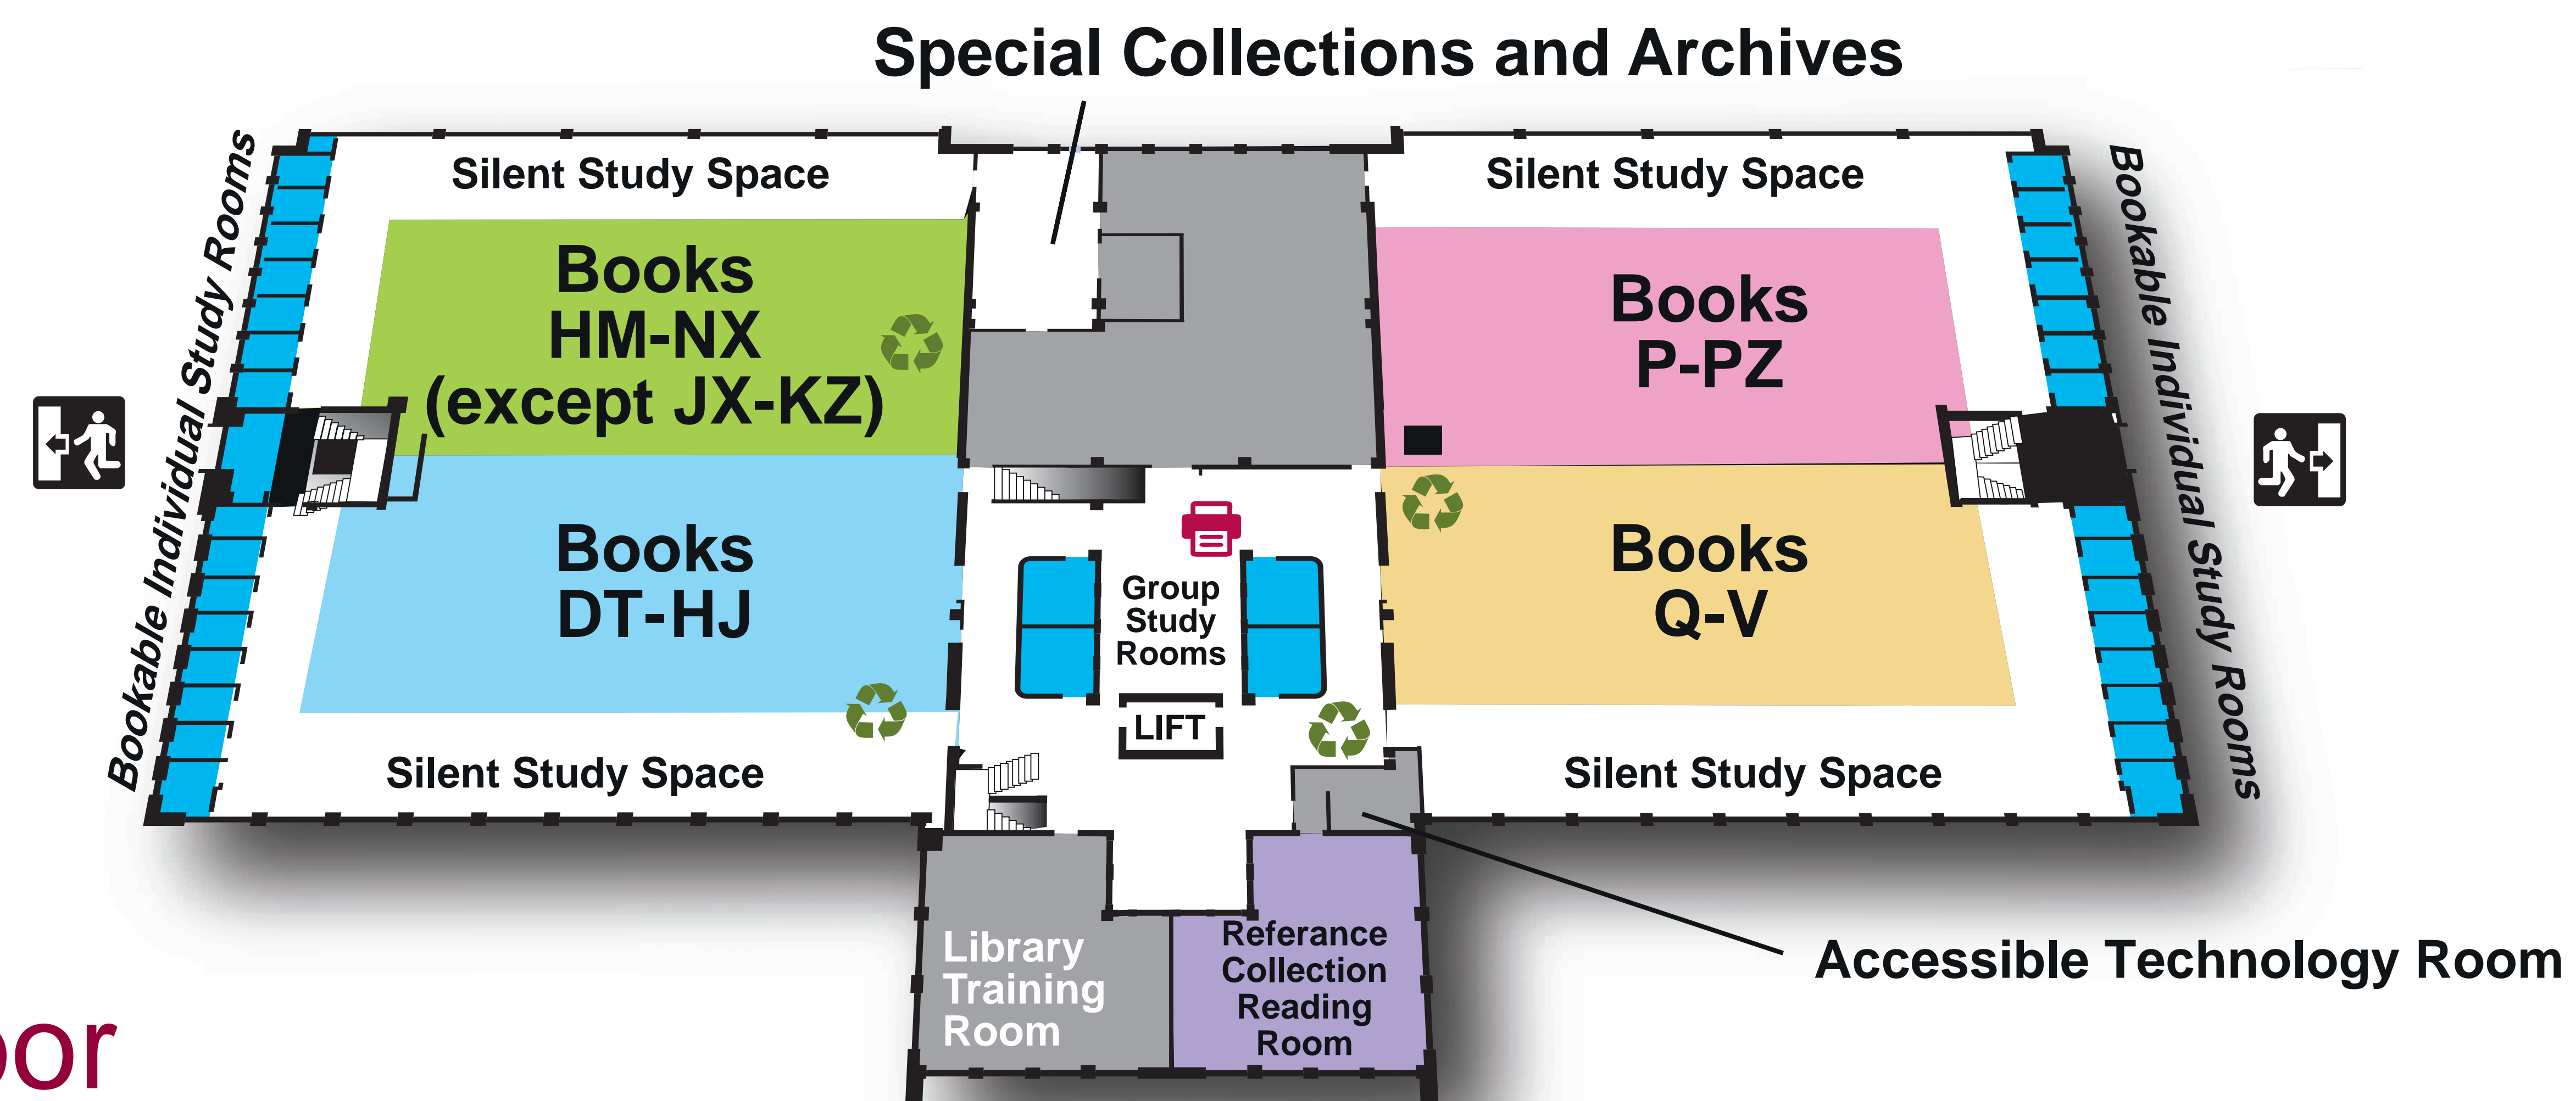 Special Collections and Archives
Silent Study Space
Silent Study Space
Bookable Individual Study Rooms
Bookable Individual Study Rooms
Books
HM-NX
(except JX-KZ)
Books
P-PZ
Books
DT-HJ
Books
Q-V
Group
Study
Rooms
LIFT
Silent Study Space
Silent Study Space
Library
Training
Room
Referance
Collection
Reading
Room
Accessible Technology Room
oor